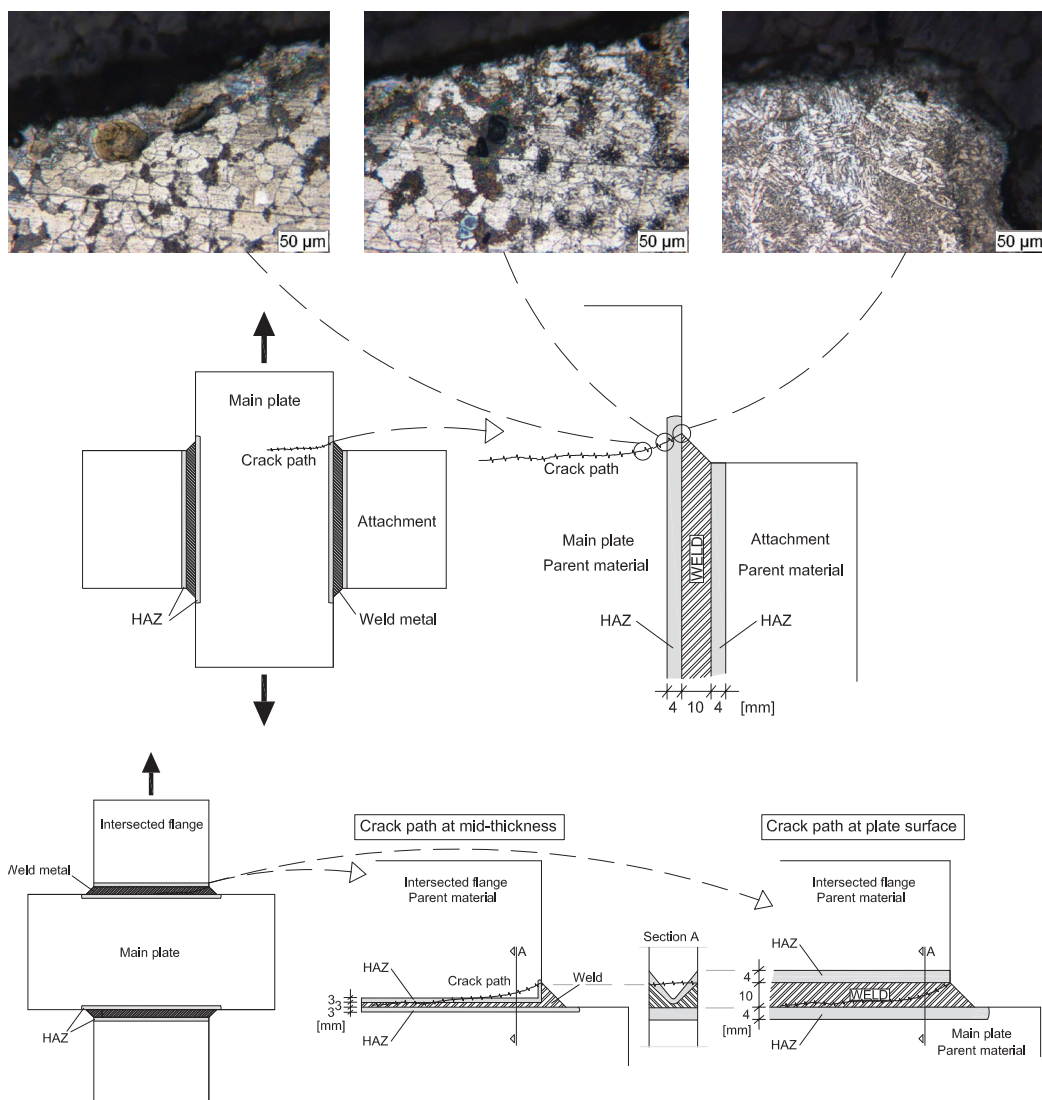 50 µm
50 µm
50 µm
Main plate
Crack path
Crack path
Attachment
Main plate
Parent material
WELD
Attachment
Parent material
HAZ
Weld metal
HAZ
HAZ
4 10 4 [mm]
Intersected flange
Crack path at mid-thickness
Crack path at plate surface
Weld metal
Intersected flange
Parent material
Intersected flange
Parent material
Main plate
A
Section A
A
HAZ
HAZ
Crack path
Weld
4
3
3
3
10
WELD
[mm]
4
HAZ
HAZ
HAZ
[mm]
Main plate
Parent material